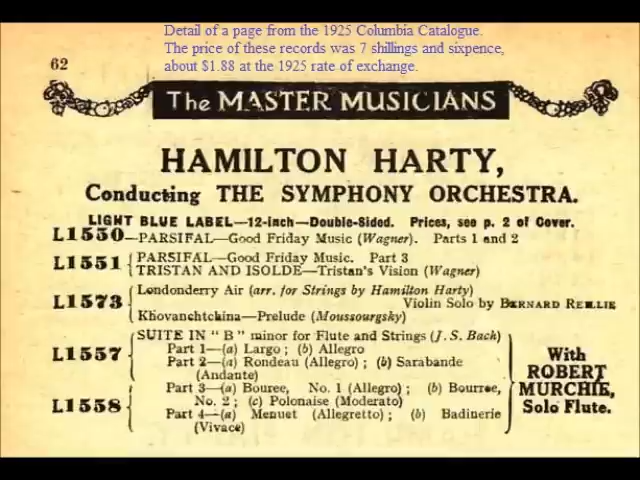 Detail of a page from the 1925 Columbia Catalogue.
The price of these records was 7 shillings and sixpence,
about $1.88 at the 1925 rate of exchange.
62
The MASTER MUSICIANS
HAMILTON HARTY,
Conducting THE SYMPHONY ORCHESTRA.
LIGHT BLUE LABEL—12-inch—Double-Sided. Prices, see p. 2 of Cover.
L1550—PARSIFAL—Good Friday Music (Wagner). Parts 1 and 2
L1551 PARSIFAL—Good Friday Music. Part 3
TRISTAN AND ISOLDE—Tristan's Vision (Wagner)
L1573 Londonderry Air (arr. for Strings by Hamilton Harty)
Violin Solo by BERNARD REILLIE
Khovanchtchina—Prelude (Moussourgsky)
L1557 SUITE IN "B" minor for Flute and Strings (J. S. Bach)
Part 1—(a) Largo; (b) Allegro
Part 2—(a) Rondeau (Allegro); (b) Sarabande
(Andante)
L1558 Part 3—(a) Bouree, No. 1 (Allegro); (b) Bourree,
No. 2; (c) Polonaise (Moderato)
Part 4—(a) Menuet (Allegretto); (b) Badinerie
(Vivace)
With
ROBERT
MURCHIE,
Solo Flute.